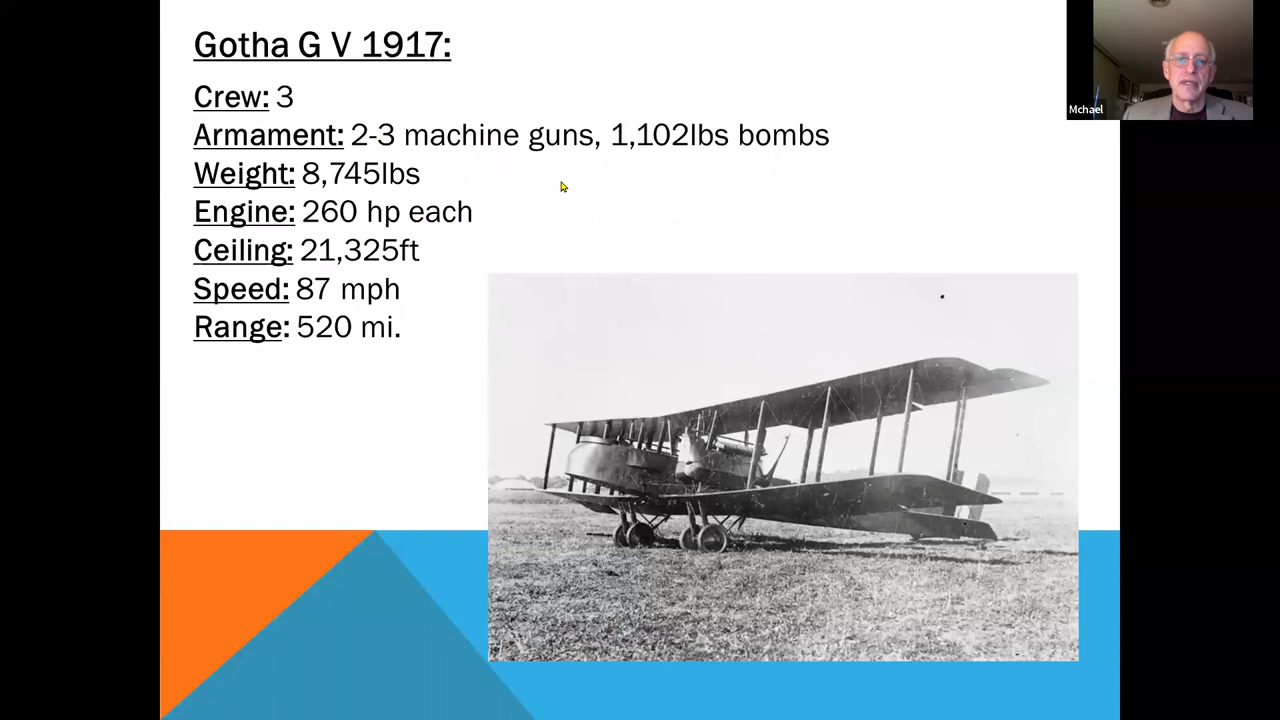 Gotha G V 1917:
Crew: 3
Armament: 2-3 machine guns, 1,102lbs bombs
Weight: 8,745lbs
Engine: 260 hp each
Ceiling: 21,325ft
Speed: 87 mph
Range: 520 mi.
Mchael